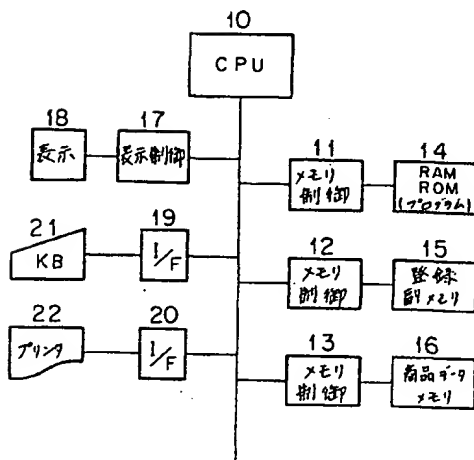 10
CPU
18
表示
17
表示制御
11
メモリ
制御
14
RAM
ROM
(プログラム)
21
KB
19
I/F
12
メモリ
制御
15
登録
副メモリ
22
プリンタ
20
I/F
13
メモリ
制御
16
商品データ
メモリ